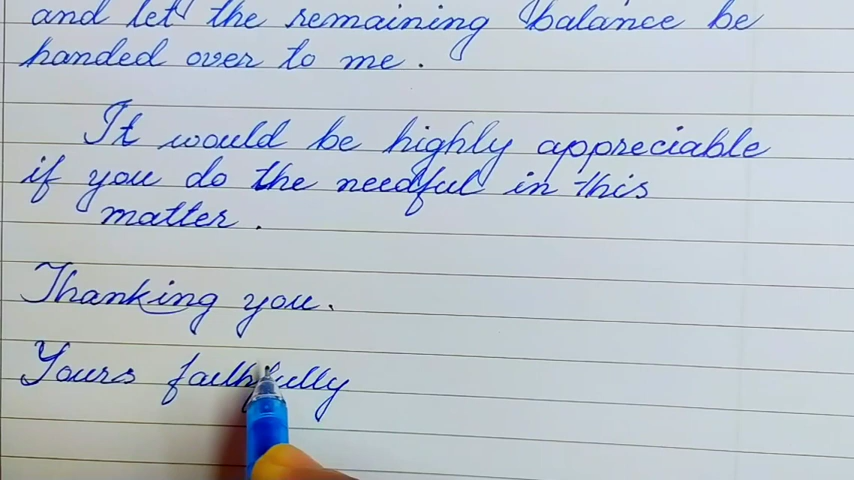 and let the remaining balance be
handed over to me.
It would be highly appreciable
if you do the needful in this
matter.
Thanking you.
Yours faithfully